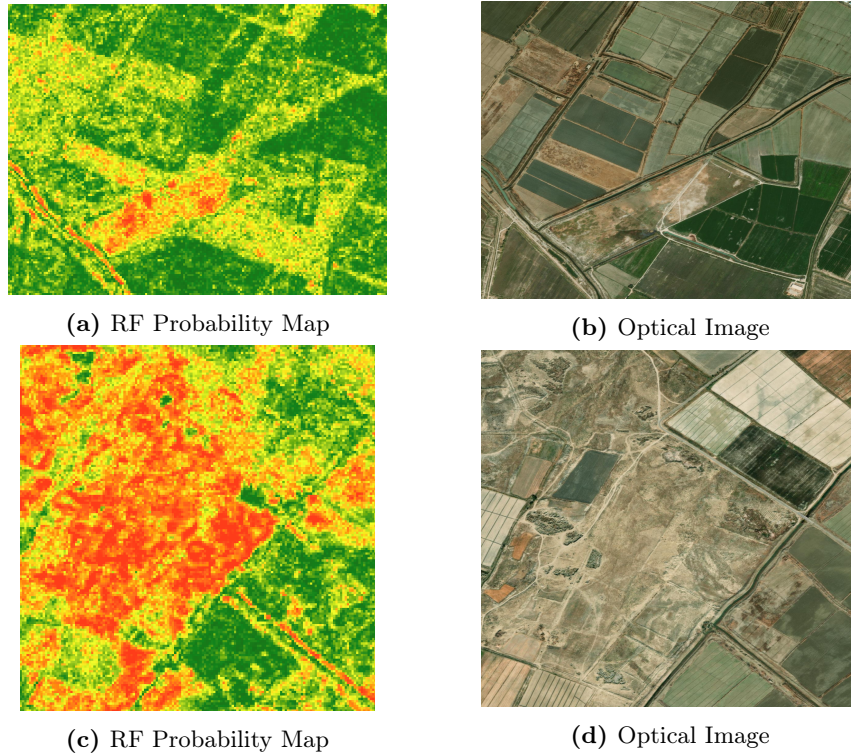 (a) RF Probability Map
(b) Optical Image
(c) RF Probability Map
(d) Optical Image